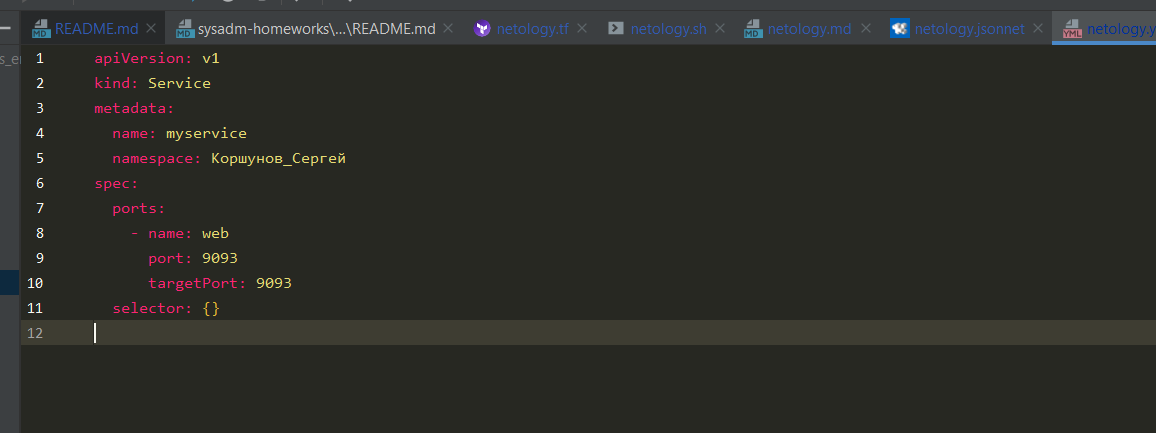 README.md sysadm-homeworks\...\README.md netology.tf netology.sh netology.md netology.jsonnet netology.y
1 apiVersion: v1
2 kind: Service
3 metadata:
4 name: myservice
5 namespace: Коршунов_Сергей
6 spec:
7 ports:
8 - name: web
9 port: 9093
10 targetPort: 9093
11 selector: {}
12